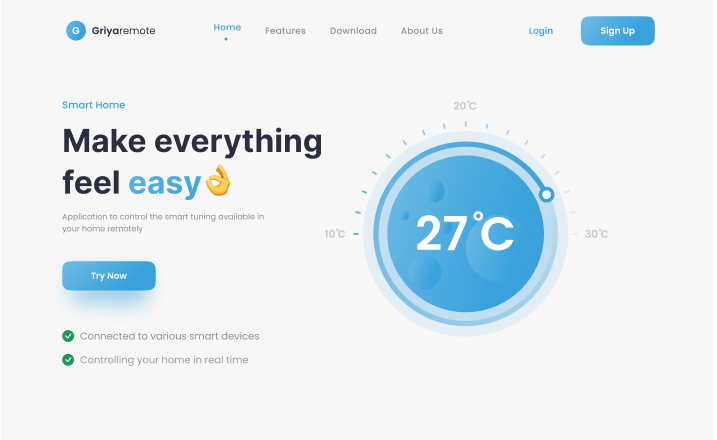 G Griyaremote
Home
Features
Download
About Us
Login
Sign Up
Smart Home
Make everything
feel easy👌
Application to control the smart tuning available in
your home remotely
Try Now
Connected to various smart devices
Controlling your home in real time
20°C
10°C
27°C
30°C